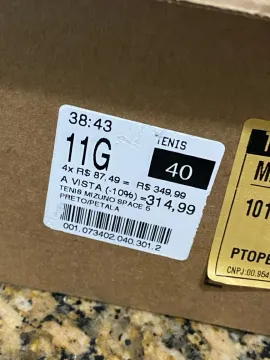 38:43 TENIS
11G 40
4x R$ 87,49 = R$ 349,99
A VISTA (-10%) =314,99
TENIS MIZUNO SPACE 6
PRETO/PETALA
001.073402.040.301.2
101
PTOPE
CNPJ:00.954